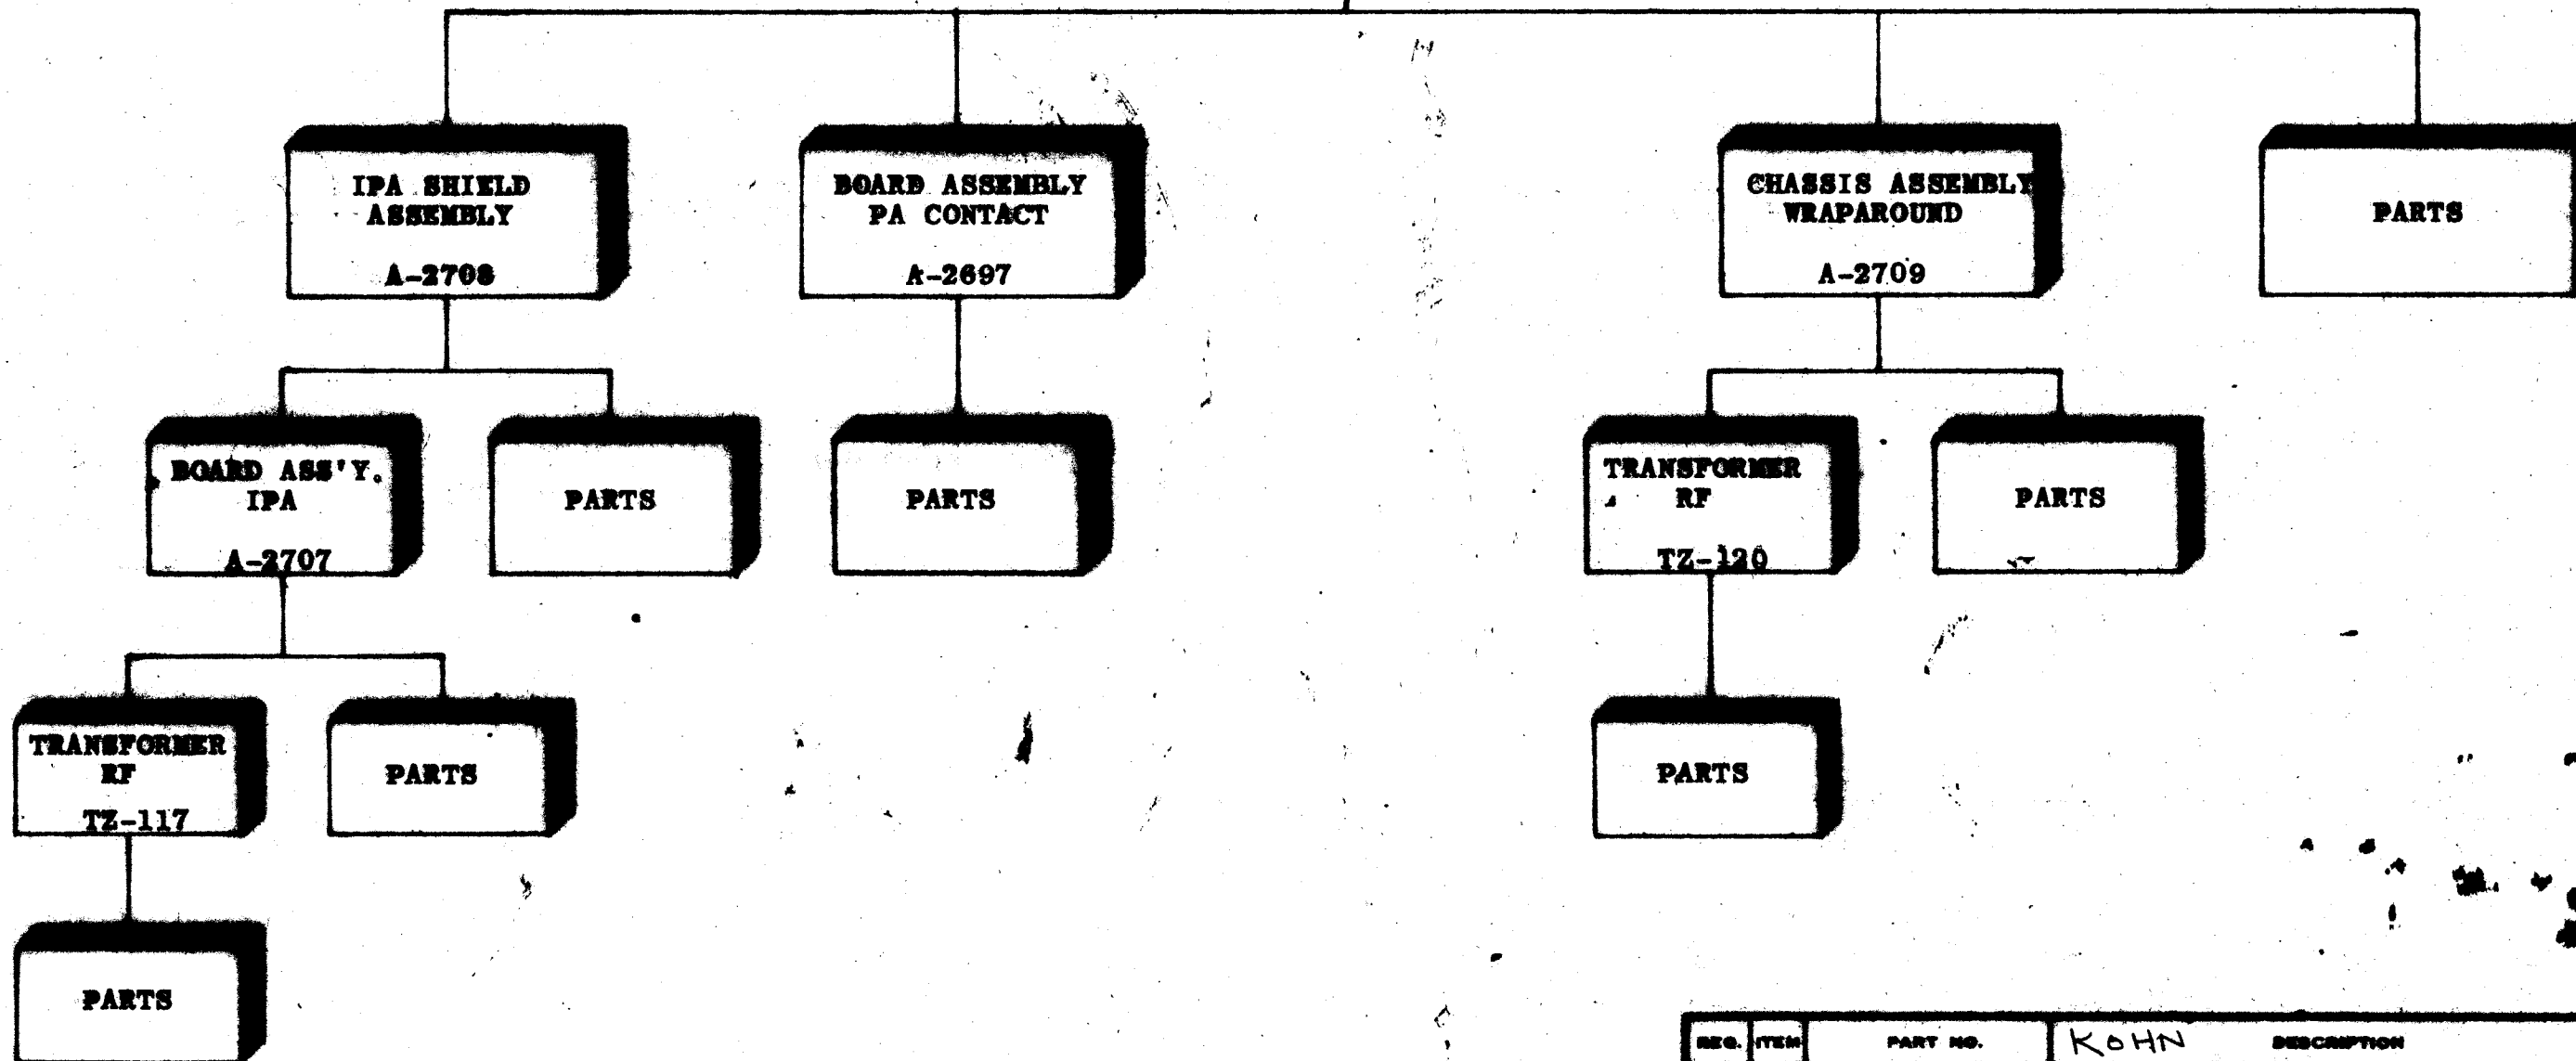 IPA SHIELD
ASSEMBLY
A-2708
BOARD ASSEMBLY
PA CONTACT
A-2697
CHASSIS ASSEMBLY
WRAPAROUND
A-2709
PARTS
BOARD ASS'Y.
IPA
A-2707
PARTS
PARTS
TRANSFORMER
RF
TZ-120
PARTS
TRANSFORMER
RF
TZ-117
PARTS
PARTS
PARTS
REQ. ITEM PART NO. KOHN DESCRIPTION